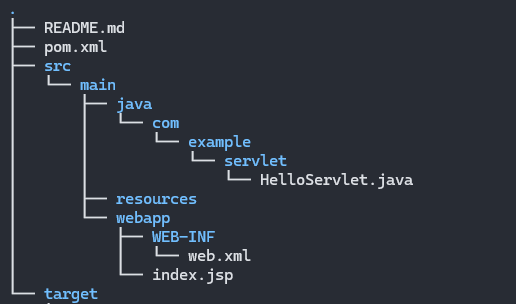 .
├── README.md
├── pom.xml
├── src
│   └── main
│       ├── java
│       │   └── com
│       │       └── example
│       │           └── servlet
│       │               └── HelloServlet.java
│       ├── resources
│       └── webapp
│           ├── WEB-INF
│           │   └── web.xml
│           └── index.jsp
└── target